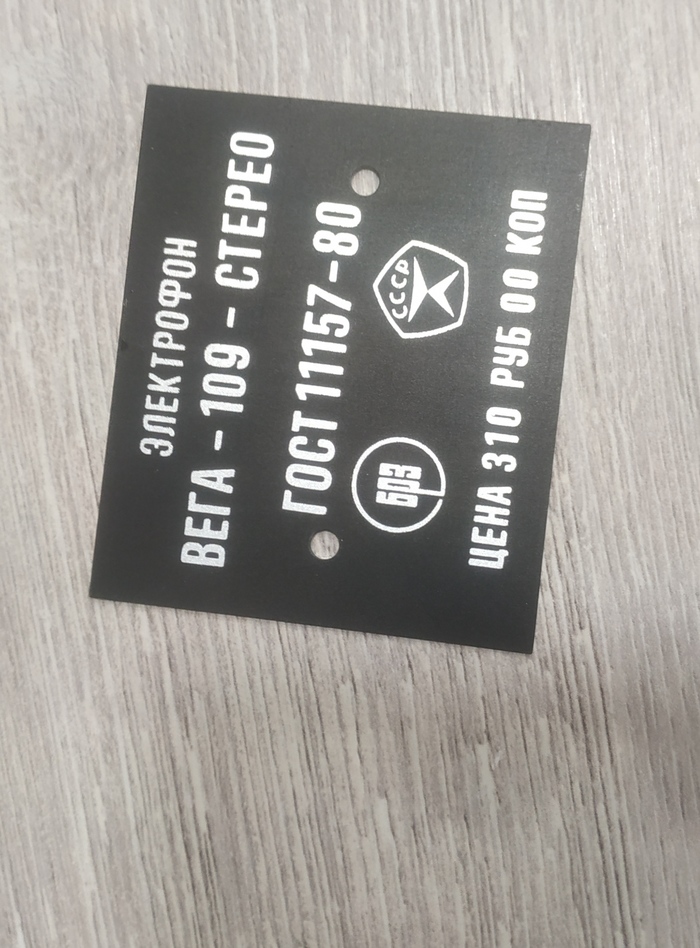 ЭЛЕКТРОФОН
ВЕГА – 109 – СТЕРЕО
ГОСТ 11157–80
БРЗ
СССР
ЦЕНА 310 РУБ 00 КОП